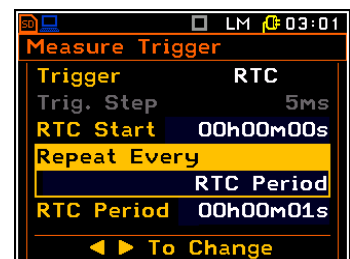 SD LM 03:01
Measure Trigger
Trigger RTC
Trig. Step 5ms
RTC Start 00h00m00s
Repeat Every
RTC Period
RTC Period 00h00m01s
◀ ▶ To Change